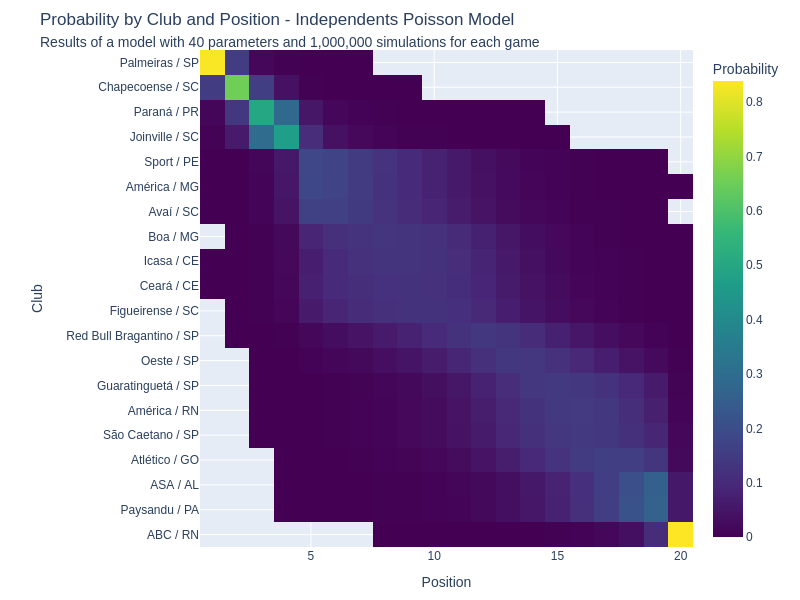 Probability by Club and Position - Independents Poisson Model
Results of a model with 40 parameters and 1,000,000 simulations for each game
Probability
Palmeiras / SP
Chapecoense / SC
Paraná / PR
Joinville / SC
Sport / PE
América / MG
Avaí / SC
Boa / MG
Icasa / CE
Ceará / CE
Figueirense / SC
Red Bull Bragantino / SP
Oeste / SP
Guaratinguetá / SP
América / RN
São Caetano / SP
Atlético / GO
ASA / AL
Paysandu / PA
ABC / RN
Club
5
10
15
20
Position
0.8
0.7
0.6
0.5
0.4
0.3
0.2
0.1
0